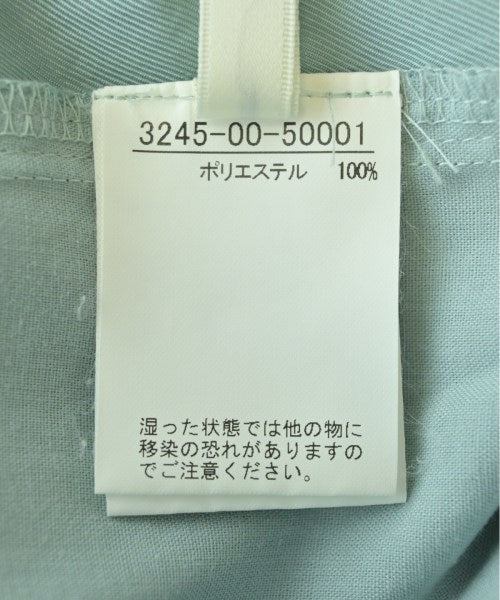 3245-00-50001
ポリエステル 100%
湿った状態では他の物に
移染の恐れがありますの
でご注意ください。